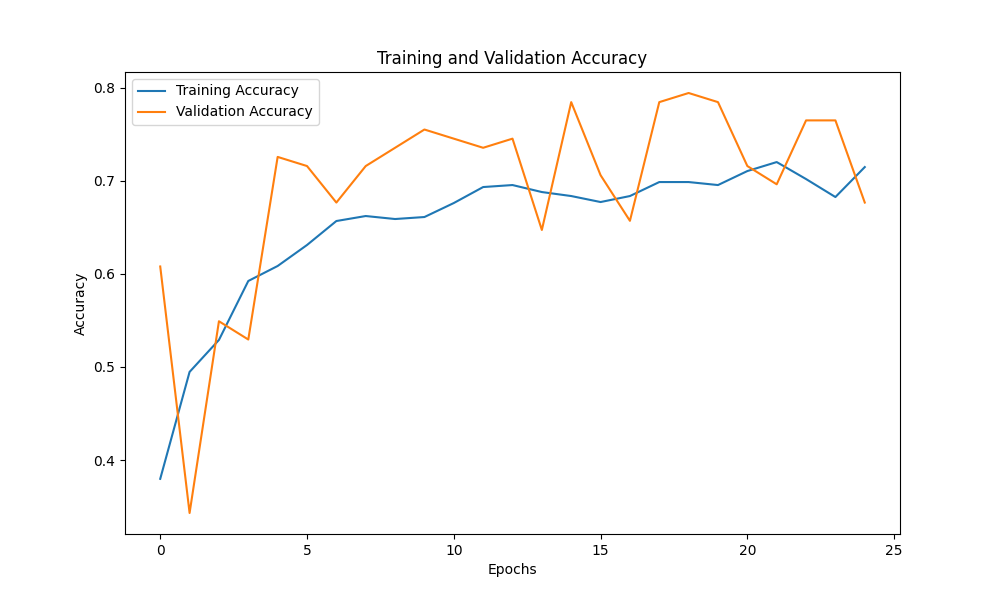 Training and Validation Accuracy
Training Accuracy
Validation Accuracy
Accuracy
0.8
0.7
0.6
0.5
0.4
0
5
10
15
20
25
Epochs